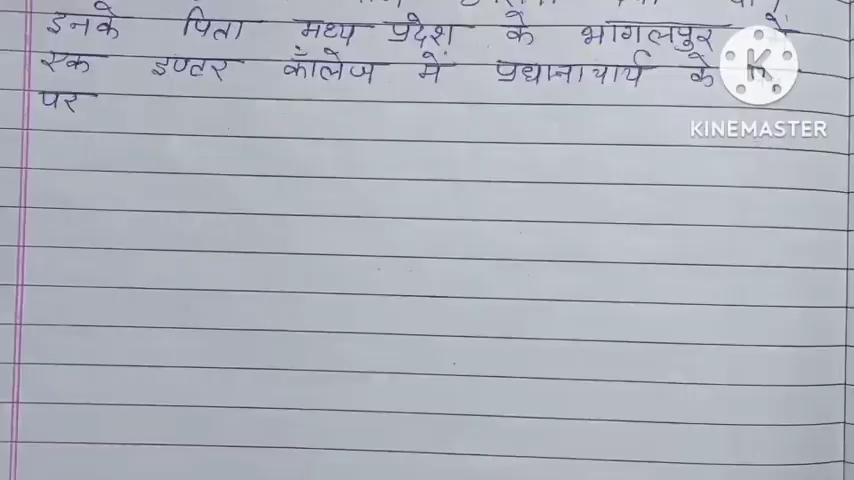 इनके पिता मध्य प्रदेश के भागलपुर में
एक इण्टर कॉलेज में प्रधानाचार्य के
पर
KINEMASTER